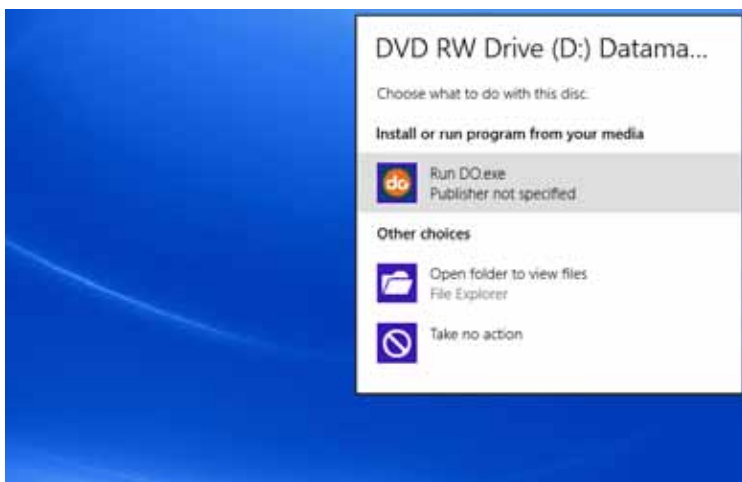 DVD RW Drive (D:) Datama...
Choose what to do with this disc.
Install or run program from your media
do
Run DO.exe
Publisher not specified
Other choices
Open folder to view files
File Explorer
Take no action